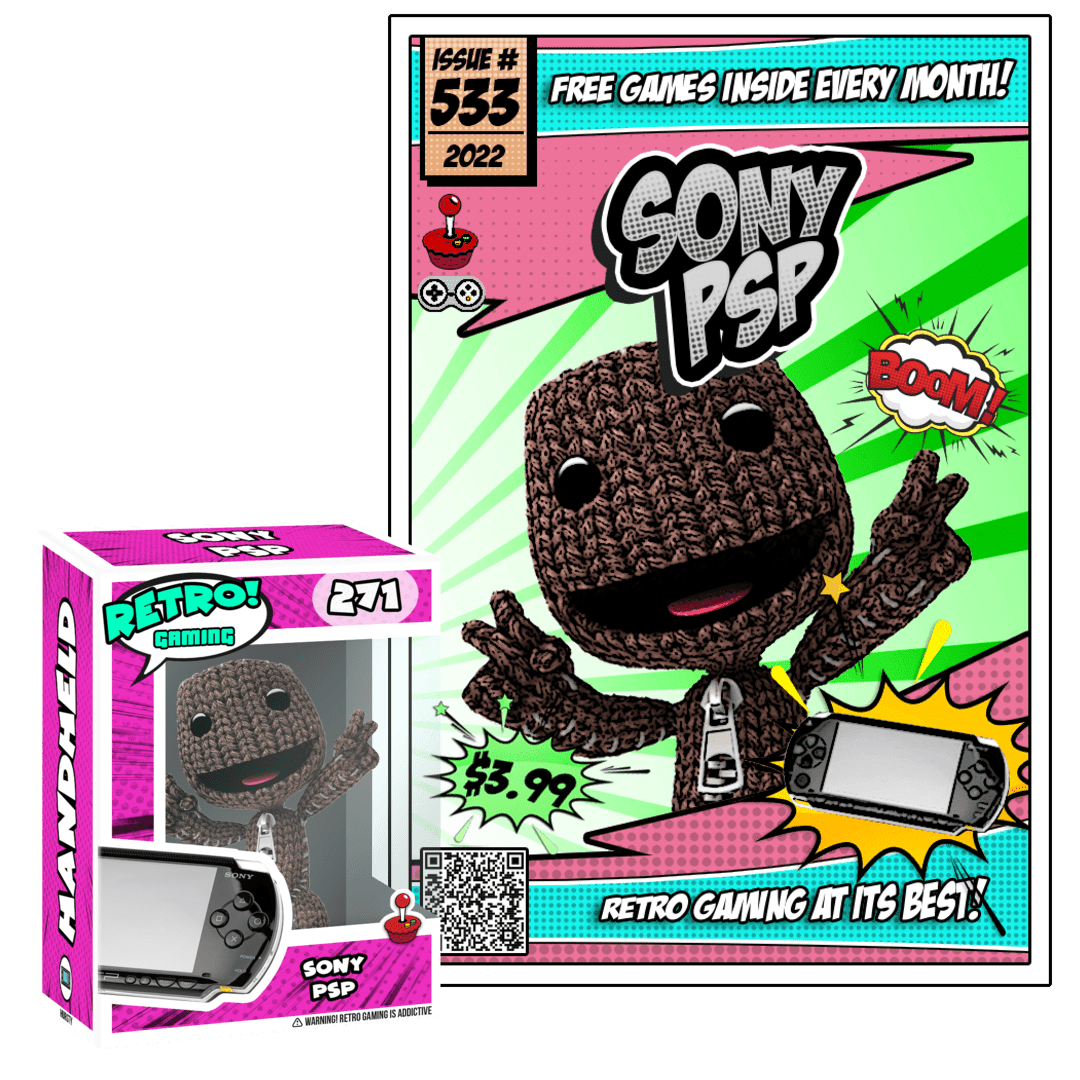 ISSUE #
533
2022
FREE GAMES INSIDE EVERY MONTH!
SONY
PSP
BOOM!
$3.99
RETRO GAMING AT ITS BEST!
SONY
PSP
RETRO!
GAMING
271
HANDHELD
SONY
SONY
PSP
WARNING! RETRO GAMING IS ADDICTIVE